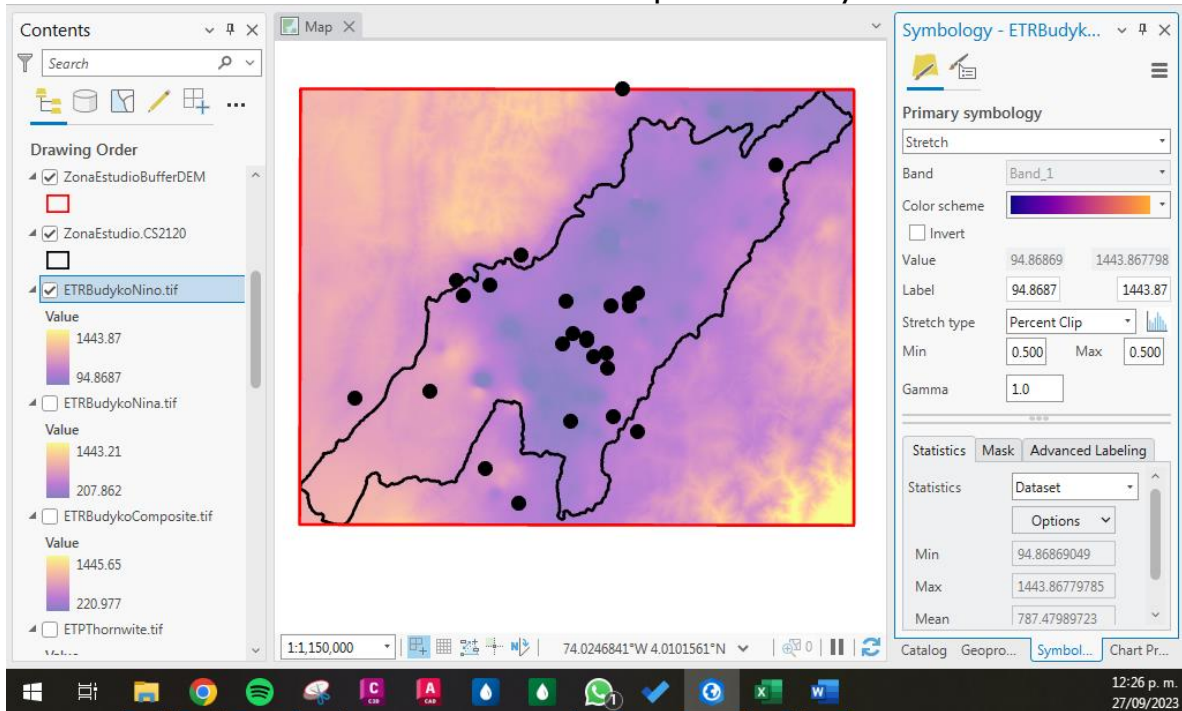 Contents
Search
Drawing Order
ZonaEstudioBufferDEM
ZonaEstudio.CS2120
ETRBudykoNino.tif
Value
1443.87
94.8687
ETRBudykoNina.tif
Value
1443.21
207.862
ETRBudykoComposite.tif
Value
1445.65
220.977
ETPThornwite.tif
Map
1:1,150,000
74.0246841°W 4.0101561°N
0
Symbology - ETRBudyk...
Primary symbology
Stretch
Band Band_1
Color scheme
Invert
Value 94.86869 1443.867798
Label 94.8687 1443.87
Stretch type Percent Clip
Min 0.500 Max 0.500
Gamma 1.0
Statistics Mask Advanced Labeling
Statistics Dataset
Options
Min 94.86869049
Max 1443.86779785
Mean 787.47989723
Catalog Geopro... Symbol... Chart Pr...
C
C3D
A
CAD
1
12:26 p. m.
27/09/2023